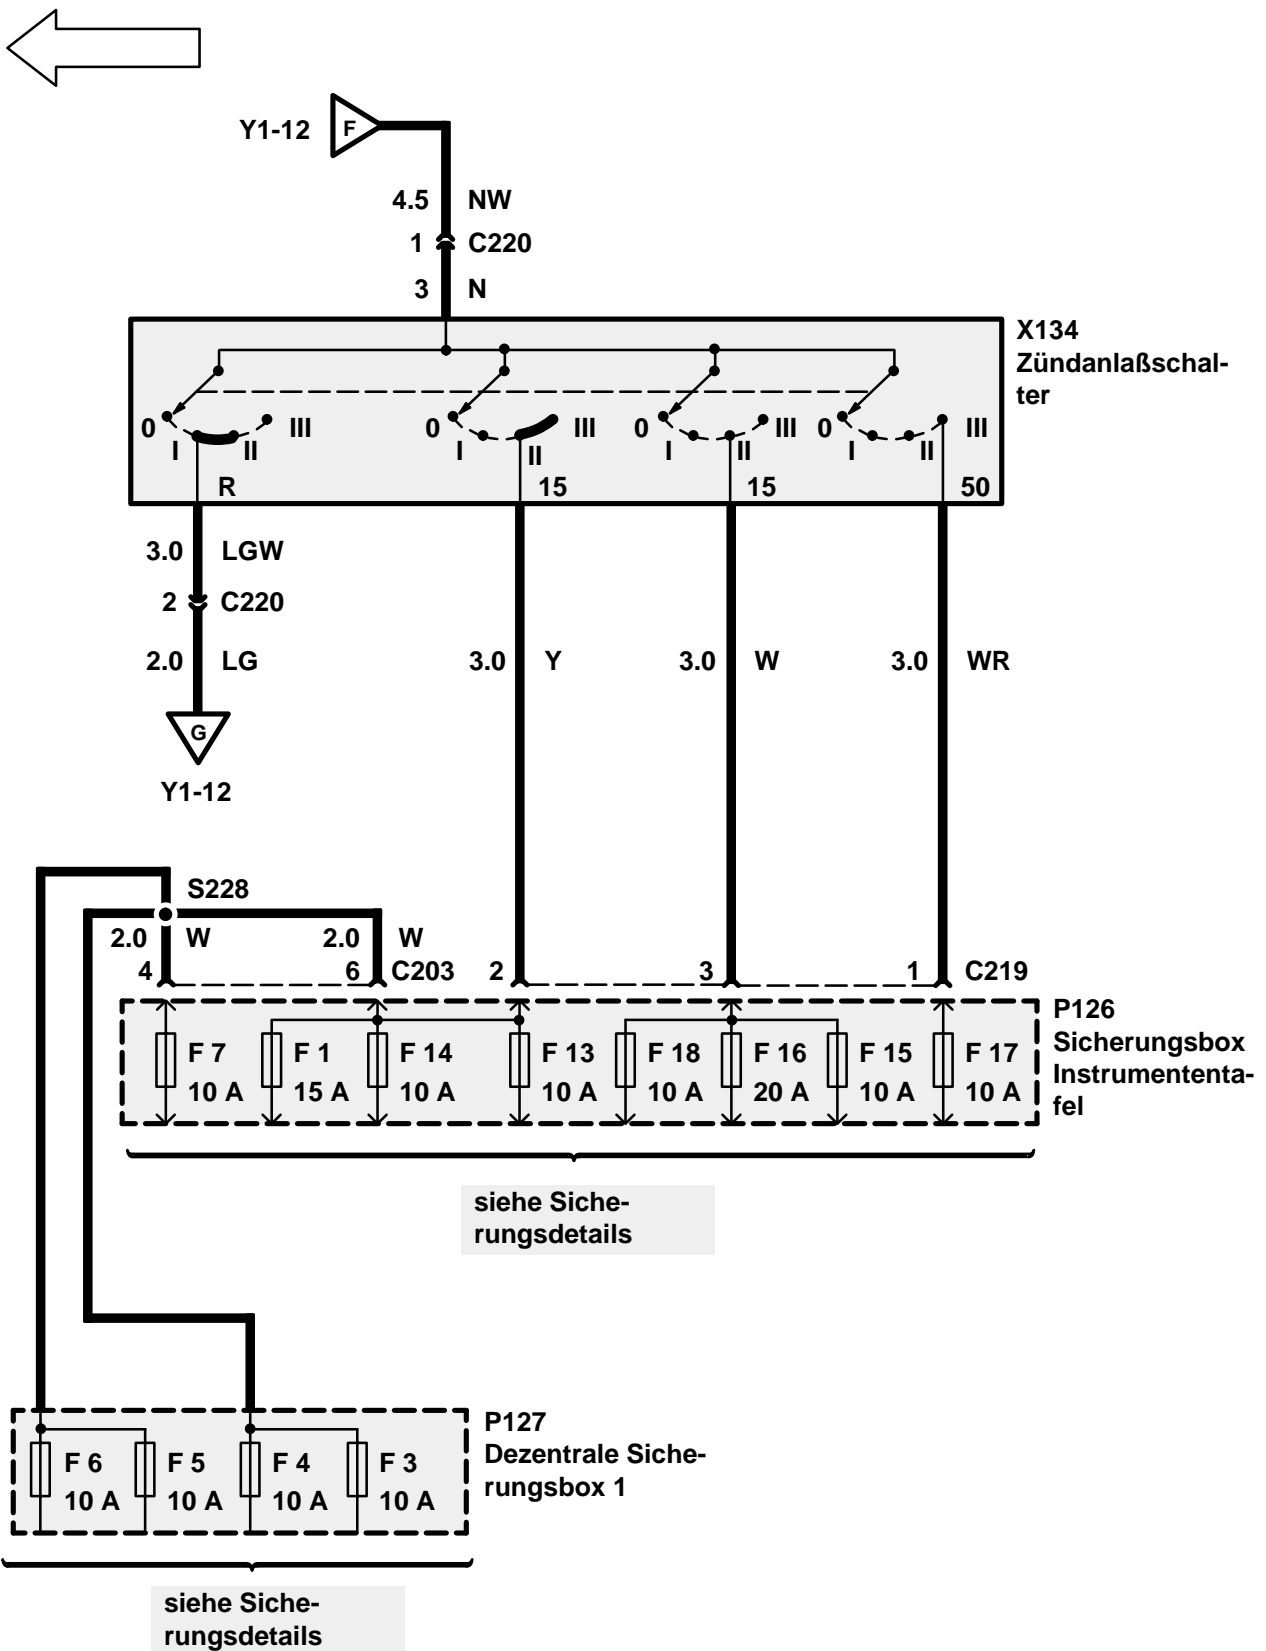 Y1-12 F
4.5 NW
1 C220
3 N
X134
Zündanlaßschal-
ter
0 I II III 0 I II III 0 I II III 0 I II III
R 15 15 50
3.0 LGW
2 C220
2.0 LG 3.0 Y 3.0 W 3.0 WR
G
Y1-12
S228
2.0 W 2.0 W
4 6 C203 2 3 1 C219
P126
Sicherungsbox
Instrumententa-
fel
F 7 F 1 F 14 F 13 F 18 F 16 F 15 F 17
10 A 15 A 10 A 10 A 10 A 20 A 10 A 10 A
siehe Siche-
rungsdetails
P127
Dezentrale Siche-
rungsbox 1
F 6 F 5 F 4 F 3
10 A 10 A 10 A 10 A
siehe Siche-
rungsdetails